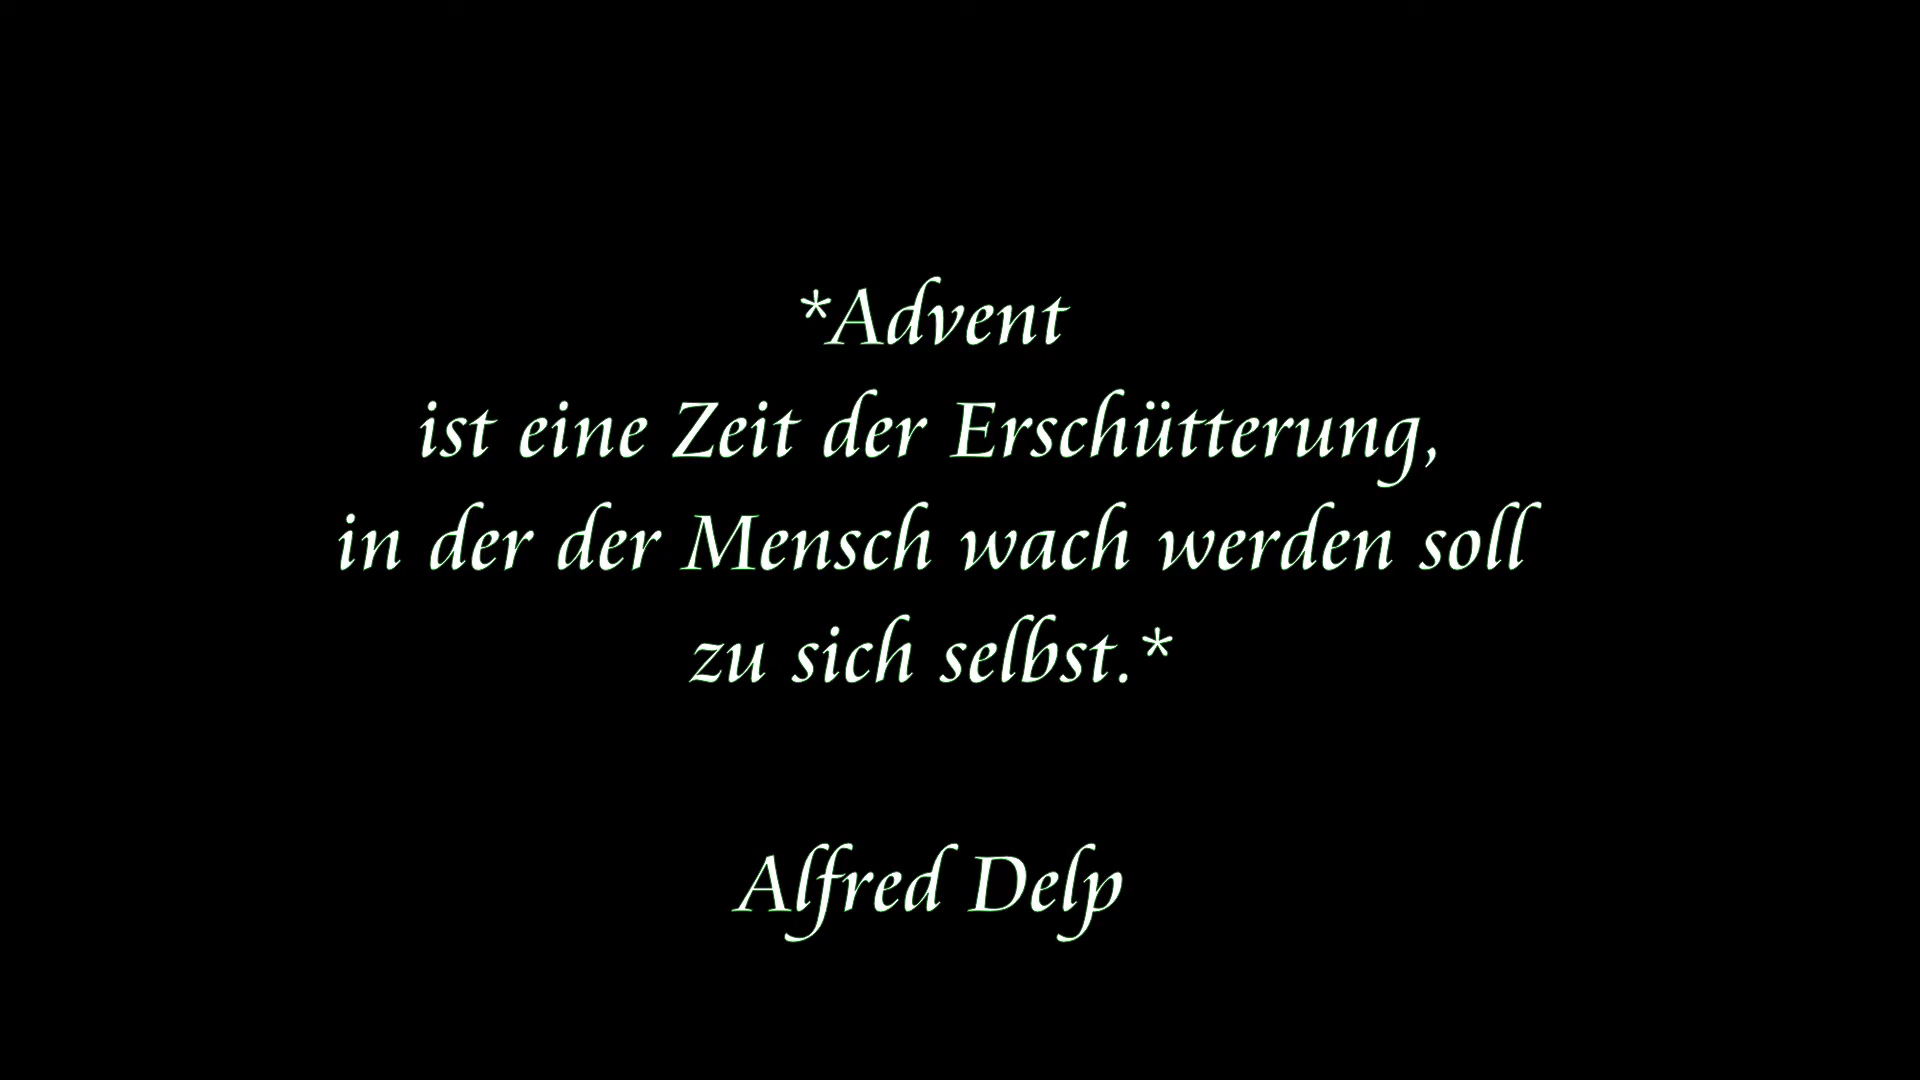 *Advent
ist eine Zeit der Erschütterung,
in der der Mensch wach werden soll
zu sich selbst.*
Alfred Delp